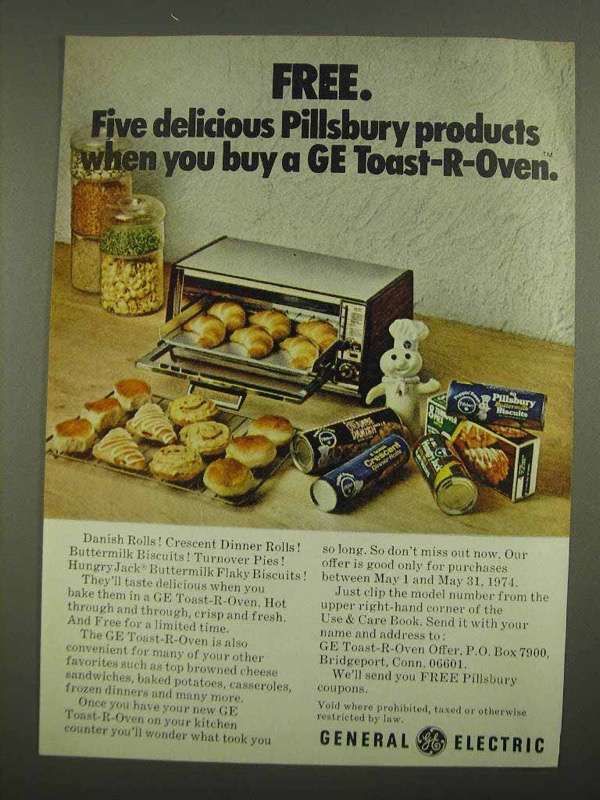 FREE.
Five delicious Pillsbury products
when you buy a GE Toast-R-Oven.™
Pillsbury
Buttermilk
Biscuits
Crescent
Dinner Rolls
Danish Rolls! Crescent Dinner Rolls!
Buttermilk Biscuits! Turnover Pies!
Hungry Jack® Buttermilk Flaky Biscuits!
They'll taste delicious when you
bake them in a GE Toast-R-Oven. Hot
through and through, crisp and fresh.
And Free for a limited time.
The GE Toast-R-Oven is also
convenient for many of your other
favorites such as top browned cheese
sandwiches, baked potatoes, casseroles,
frozen dinners and many more.
Once you have your new GE
Toast-R-Oven on your kitchen
counter you'll wonder what took you
so long. So don't miss out now. Our
offer is good only for purchases
between May 1 and May 31, 1974.
Just clip the model number from the
upper right-hand corner of the
Use & Care Book. Send it with your
name and address to:
GE Toast-R-Oven Offer, P.O. Box 7900,
Bridgeport, Conn. 06601.
We'll send you FREE Pillsbury
coupons.
Void where prohibited, taxed or otherwise
restricted by law.
GENERAL GE ELECTRIC